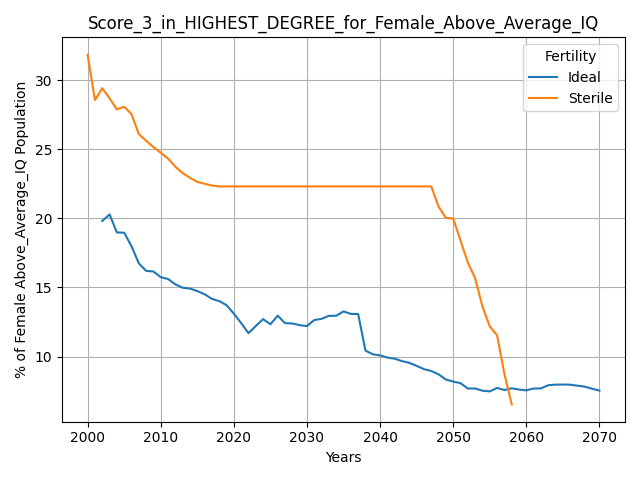 Score_3_in_HIGHEST_DEGREE_for_Female_Above_Average_IQ
Fertility
Ideal
Sterile
% of Female Above_Average_IQ Population
30
25
20
15
10
2000 2010 2020 2030 2040 2050 2060 2070
Years